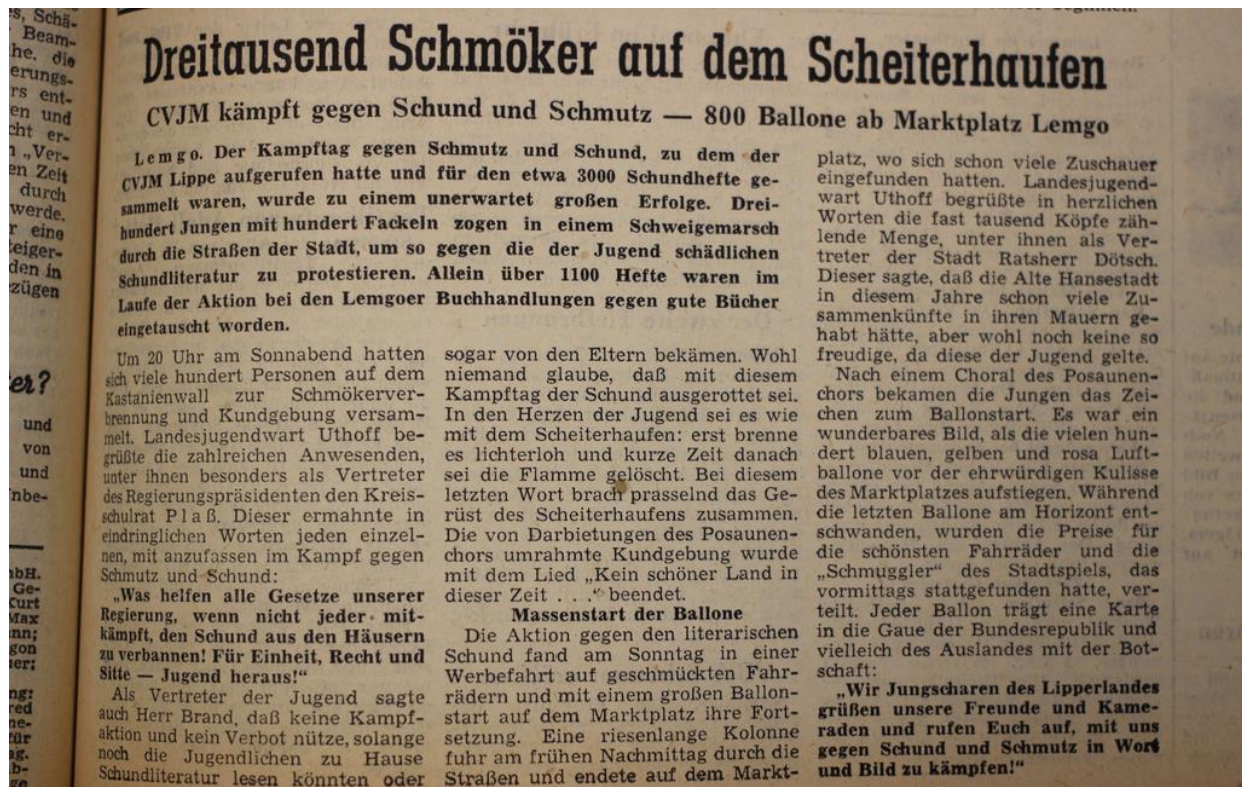 Dreitausend Schmöker auf dem Scheiterhaufen
CVJM kämpft gegen Schund und Schmutz — 800 Ballone ab Marktplatz Lemgo
Lemgo. Der Kampftag gegen Schmutz und Schund, zu dem der
CVJM Lippe aufgerufen hatte und für den etwa 3000 Schundhefte ge-
sammelt waren, wurde zu einem unerwartet großen Erfolge. Drei-
hundert Jungen mit hundert Fackeln zogen in einem Schweigemarsch
durch die Straßen der Stadt, um so gegen die der Jugend schädlichen
Schundliteratur zu protestieren. Allein über 1100 Hefte waren im
Laufe der Aktion bei den Lemgoer Buchhandlungen gegen gute Bücher
eingetauscht worden.
Um 20 Uhr am Sonnabend hatten
sich viele hundert Personen auf dem
Kastanienwall zur Schmökerver-
brennung und Kundgebung versam-
melt. Landesjugendwart Uthoff be-
grüßte die zahlreichen Anwesenden,
unter ihnen besonders als Vertreter
des Regierungspräsidenten den Kreis-
schulrat Plaß. Dieser ermahnte in
eindringlichen Worten jeden einzel-
nen, mit anzufassen im Kampf gegen
Schmutz und Schund:
„Was helfen alle Gesetze unserer
Regierung, wenn nicht jeder mit-
kämpft, den Schund aus den Häusern
zu verbannen! Für Einheit, Recht und
Sitte — Jugend heraus!“
Als Vertreter der Jugend sagte
auch Herr Brand, daß keine Kampf-
aktion und kein Verbot nütze, solange
noch die Jugendlichen zu Hause
Schundliteratur lesen könnten oder
sogar von den Eltern bekämen. Wohl
niemand glaube, daß mit diesem
Kampftag der Schund ausgerottet sei.
In den Herzen der Jugend sei es wie
mit dem Scheiterhaufen: erst brenne
es lichterloh und kurze Zeit danach
sei die Flamme gelöscht. Bei diesem
letzten Wort brach prasselnd das Ge-
rüst des Scheiterhaufens zusammen.
Die von Darbietungen des Posaunen-
chors umrahmte Kundgebung wurde
mit dem Lied „Kein schöner Land in
dieser Zeit . . .“ beendet.
Massenstart der Ballone
Die Aktion gegen den literarischen
Schund fand am Sonntag in einer
Werbefahrt auf geschmückten Fahr-
rädern und mit einem großen Ballon-
start auf dem Marktplatz ihre Fort-
setzung. Eine riesenlange Kolonne
fuhr am frühen Nachmittag durch die
Straßen und endete auf dem Markt-
platz, wo sich schon viele Zuschauer
eingefunden hatten. Landesjugend-
wart Uthoff begrüßte in herzlichen
Worten die fast tausend Köpfe zäh-
lende Menge, unter ihnen als Ver-
treter der Stadt Ratsherr Dötsch.
Dieser sagte, daß die Alte Hansestadt
in diesem Jahre schon viele Zu-
sammenkünfte in ihren Mauern ge-
habt hätte, aber wohl noch keine so
freudige, da diese der Jugend gelte.
Nach einem Choral des Posaunen-
chors bekamen die Jungen das Zei-
chen zum Ballonstart. Es war ein
wunderbares Bild, als die vielen hun-
dert blauen, gelben und rosa Luft-
ballone vor der ehrwürdigen Kulisse
des Marktplatzes aufstiegen. Während
die letzten Ballone am Horizont ent-
schwanden, wurden die Preise für
die schönsten Fahrräder und die
„Schmuggler“ des Stadtspiels, das
vormittags stattgefunden hatte, ver-
teilt. Jeder Ballon trägt eine Karte
in die Gaue der Bundesrepublik und
vielleich des Auslandes mit der Bot-
schaft:
„Wir Jungscharen des Lipperlandes
grüßen unsere Freunde und Kame-
raden und rufen Euch auf, mit uns
gegen Schund und Schmutz in Wort
und Bild zu kämpfen!“